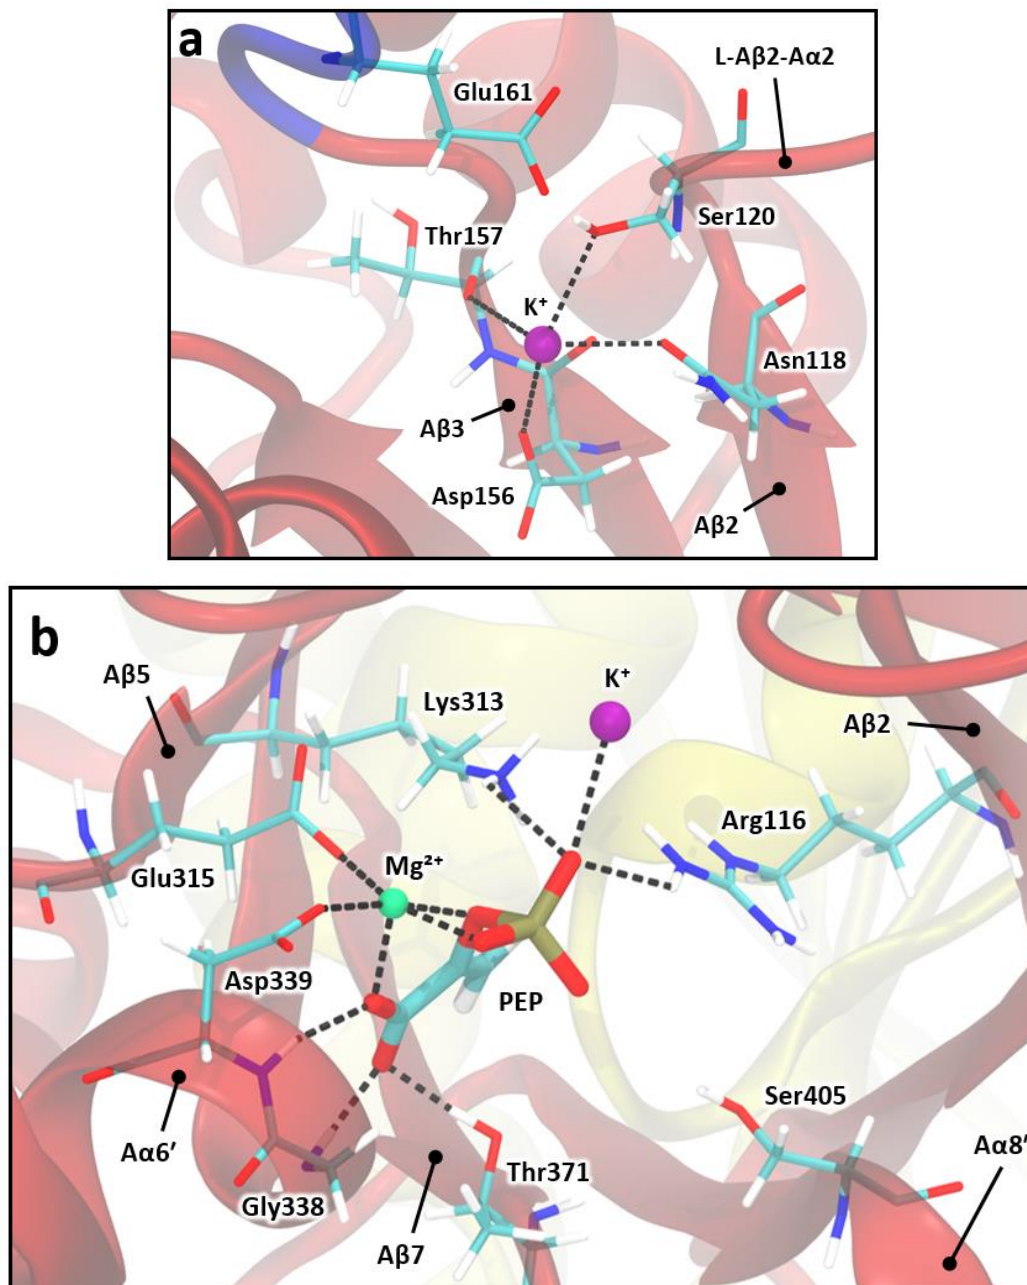 a
Glu161
L-Aβ2-Aα2
Thr157
Ser120
K⁺
Asn118
Aβ3
Asp156
Aβ2
b
Aβ5
Lys313
K⁺
Aβ2
Arg116
Mg²⁺
Glu315
Asp339
PEP
Ser405
Aα6′
Aα8′
Gly338
Thr371
Aβ7